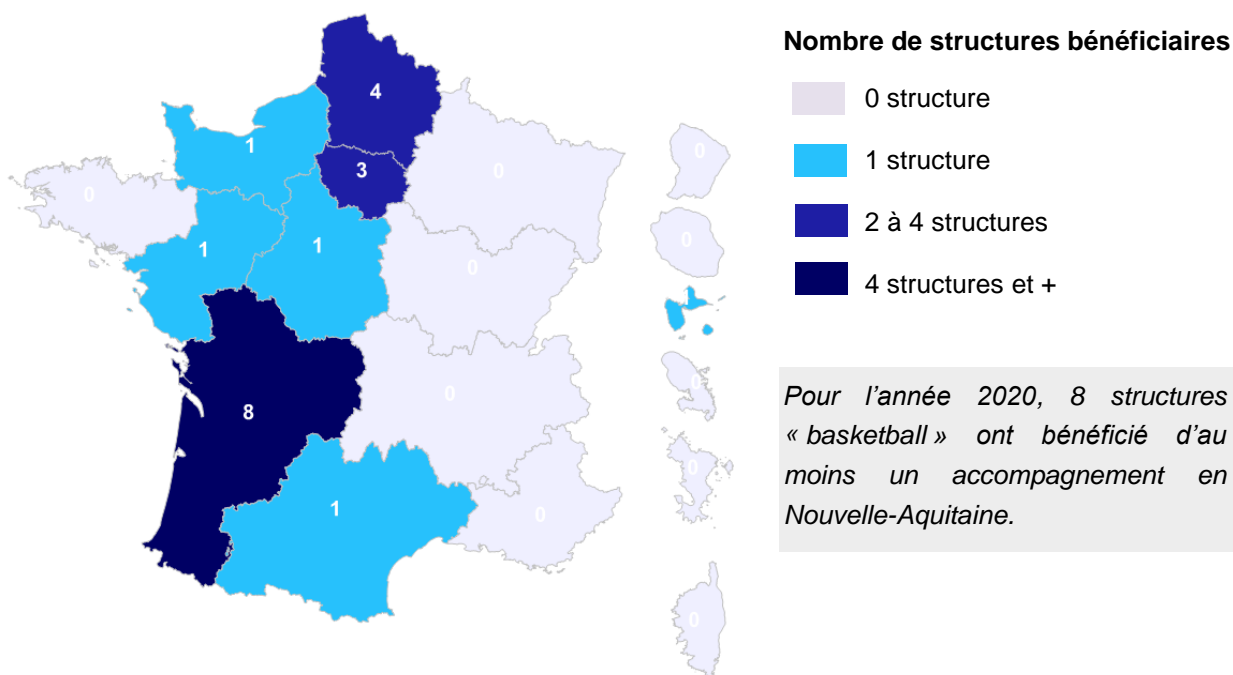 Nombre de structures bénéficiaires
0 structure
1 structure
2 à 4 structures
4 structures et +
Pour l’année 2020, 8 structures
« basketball » ont bénéficié d’au
moins un accompagnement en
Nouvelle-Aquitaine.
4
1
3
0
0
0
1
1
0
0
8
0
0
1
0
0
0